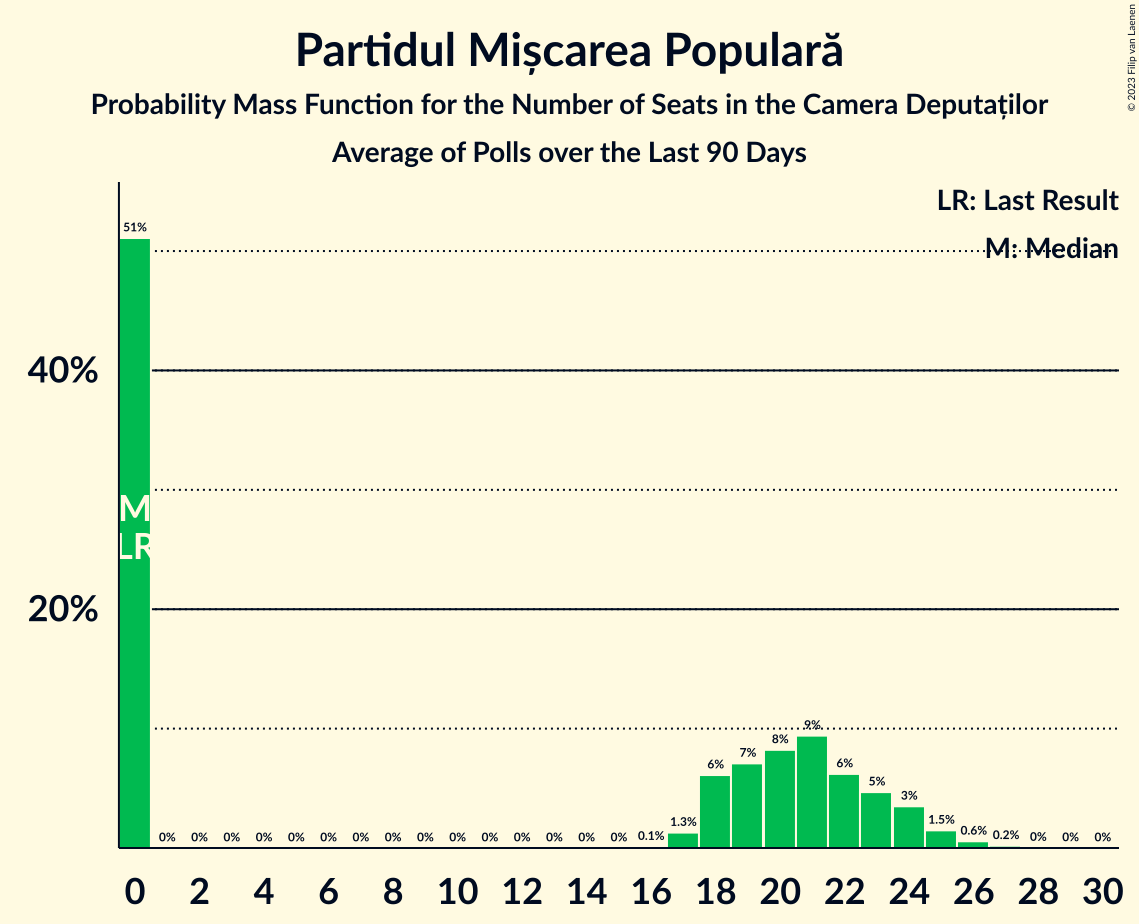 Partidul Mișcarea Populară
Probability Mass Function for the Number of Seats in the Camera Deputaților
Average of Polls over the Last 90 Days
© 2023 Filip van Laenen
LR: Last Result
M: Median
51%
40%
20%
M
LR
0% 0% 0% 0% 0% 0% 0% 0% 0% 0% 0% 0% 0% 0% 0% 0.1% 1.3% 6% 7% 8% 9% 6% 5% 3% 1.5% 0.6% 0.2% 0% 0% 0%
0 2 4 6 8 10 12 14 16 18 20 22 24 26 28 30